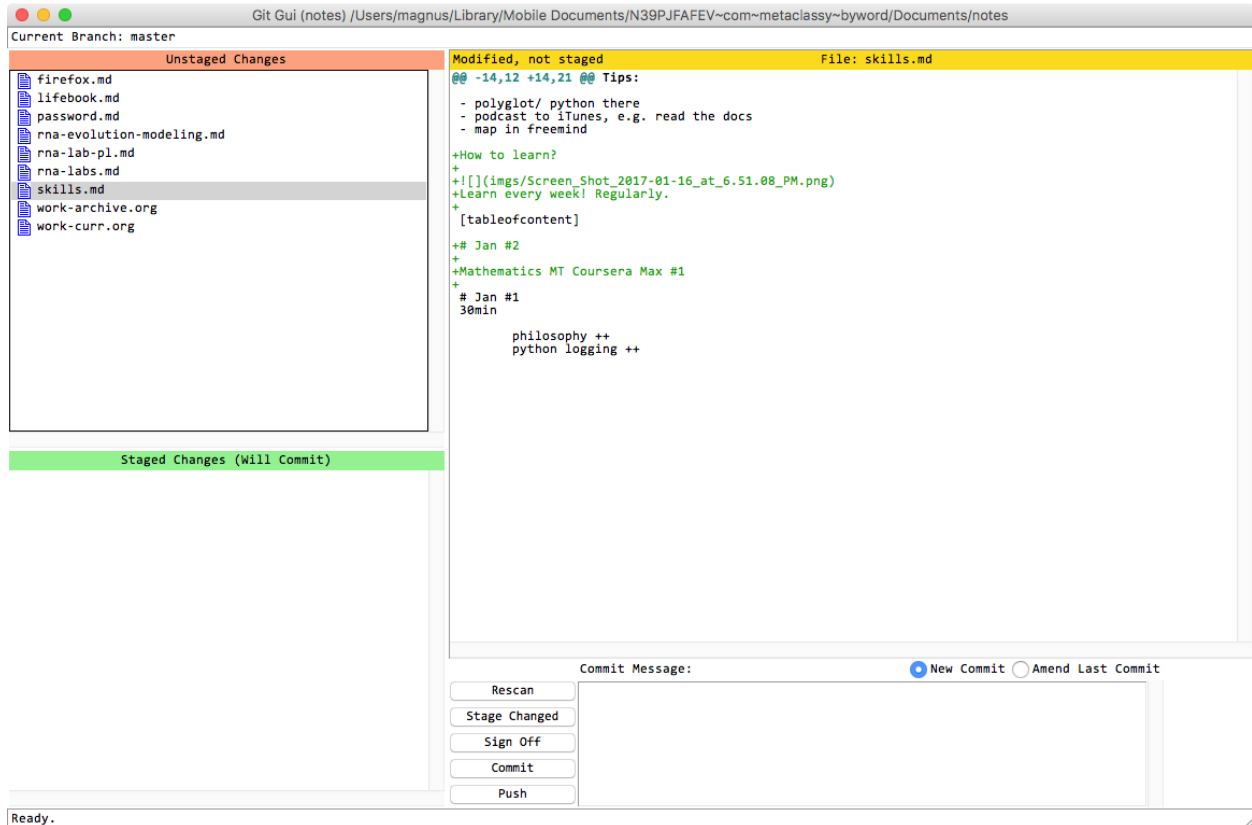 Git Gui (notes) /Users/magnus/Library/Mobile Documents/N39PJFAFEV~com~metaclassy~byword/Documents/notes
Current Branch: master
Unstaged Changes
firefox.md
lifebook.md
password.md
rna-evolution-modeling.md
rna-lab-pl.md
rna-labs.md
skills.md
work-archive.org
work-curr.org
Staged Changes (Will Commit)
Modified, not staged File: skills.md
@@ -14,12 +14,21 @@ Tips:
- polyglot/ python there
- podcast to iTunes, e.g. read the docs
- map in freemind
+How to learn?
+
+![](imgs/Screen_Shot_2017-01-16_at_6.51.08_PM.png)
+Learn every week! Regularly.
+
[tableofcontent]
+# Jan #2
+
+Mathematics MT Coursera Max #1
+
# Jan #1
30min
philosophy ++
python logging ++
Commit Message: New Commit Amend Last Commit
Rescan
Stage Changed
Sign Off
Commit
Push
Ready.